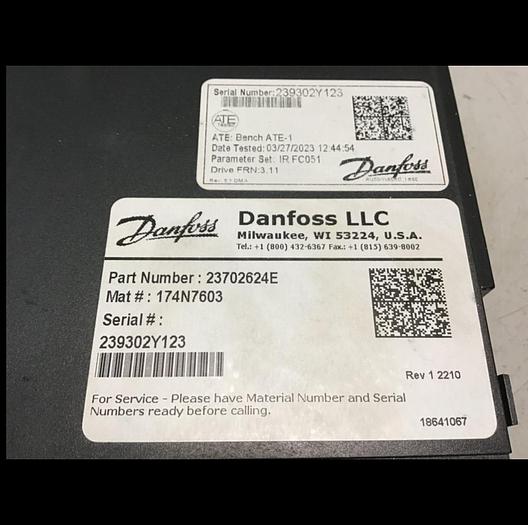 Serial Number:239302Y123
ATE
ATE: Bench ATE-1
Date Tested: 03/27/2023 12:44:54
Parameter Set: IR FC051
Drive FRN:3.11
Danfoss
Danfoss
Danfoss LLC
Milwaukee, WI 53224, U.S.A.
Tel.: +1 (800) 432-6367 Fax.: +1 (815) 639-8002
Part Number : 23702624E
Mat # : 174N7603
Serial # :
239302Y123
Rev 1 2210
For Service - Please have Material Number and Serial
Numbers ready before calling.
18641067